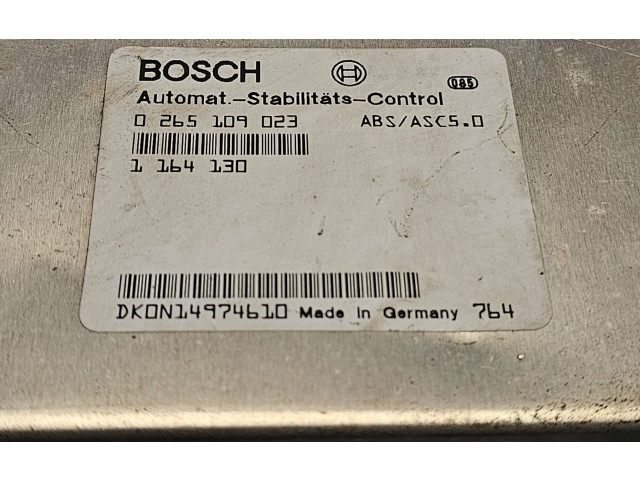 BOSCH
085
Automat.-Stabilitäts-Control
0 265 109 023 ABS/ASC5.0
1 164 130
DKON14974610 Made in Germany 764